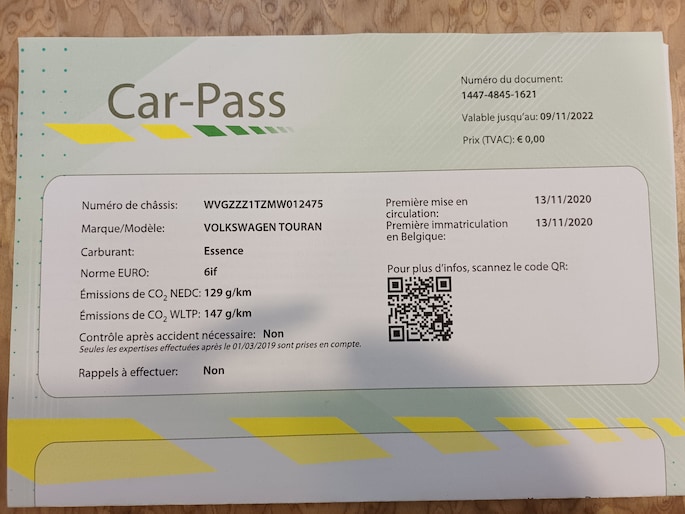 Car-Pass
Numéro du document:
1447-4845-1621
Valable jusqu'au: 09/11/2022
Prix (TVAC): € 0,00
Numéro de châssis: WVGZZZ1TZMW012475
Marque/Modèle: VOLKSWAGEN TOURAN
Carburant: Essence
Norme EURO: 6if
Émissions de CO2 NEDC: 129 g/km
Émissions de CO2 WLTP: 147 g/km
Contrôle après accident nécessaire: Non
Seules les expertises effectuées après le 01/03/2019 sont prises en compte.
Rappels à effectuer: Non
Première mise en 13/11/2020
circulation:
Première immatriculation 13/11/2020
en Belgique:
Pour plus d'infos, scannez le code QR: